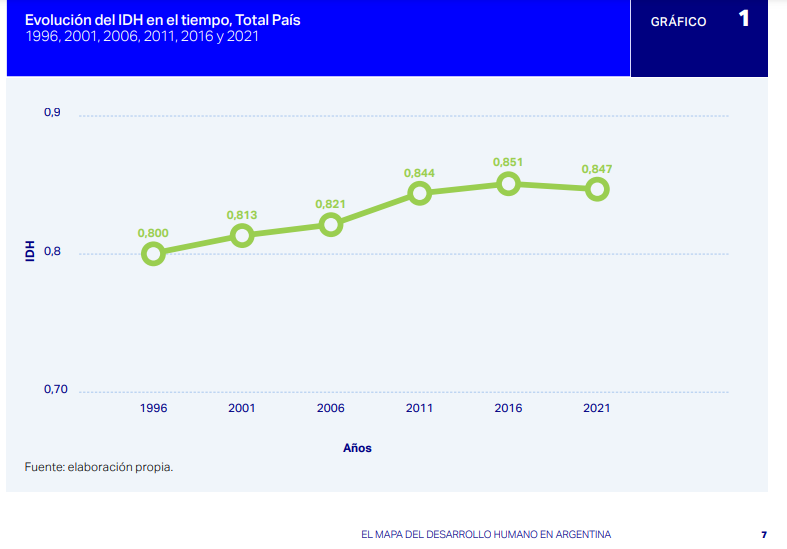 Evolución del IDH en el tiempo, Total País
1996, 2001, 2006, 2011, 2016 y 2021
GRÁFICO 1
0,9
0,851
0,847
0,844
0,821
0,813
0,800
IDH
0,8
0,70
1996 2001 2006 2011 2016 2021
Años
Fuente: elaboración propia.
EL MAPA DEL DESARROLLO HUMANO EN ARGENTINA 7